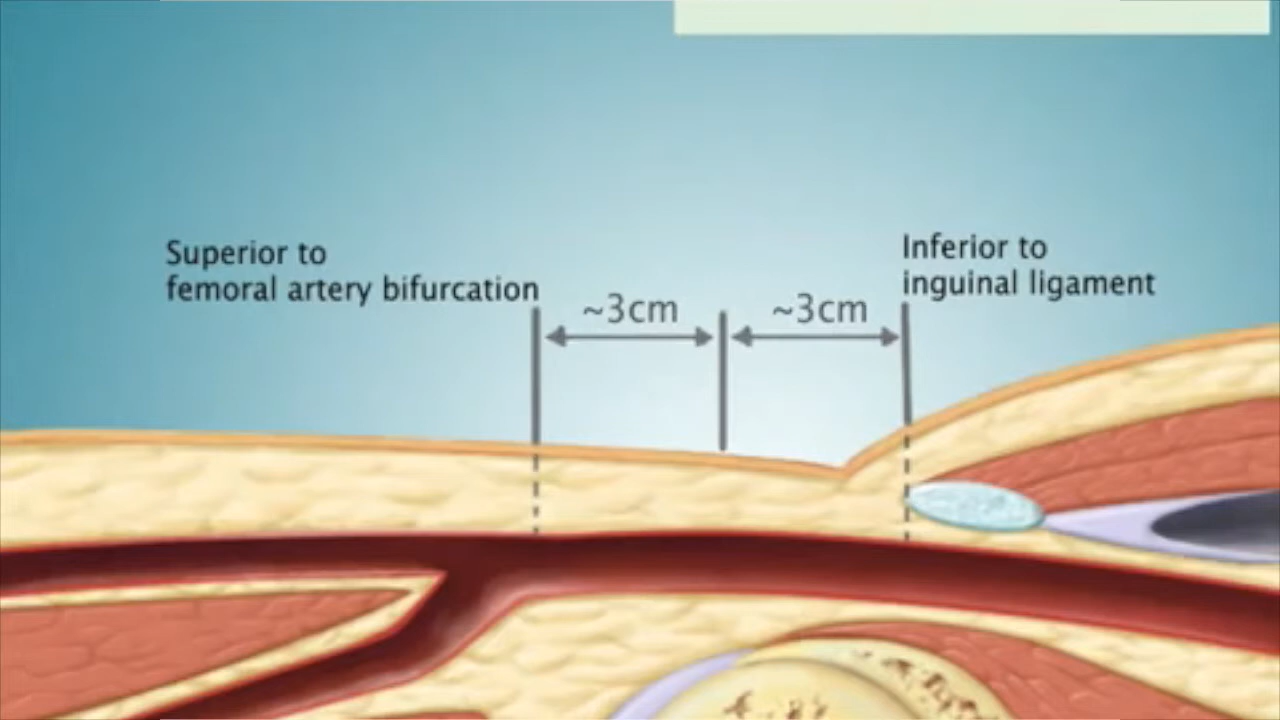 Superior to
femoral artery bifurcation
~3cm
~3cm
Inferior to
inguinal ligament